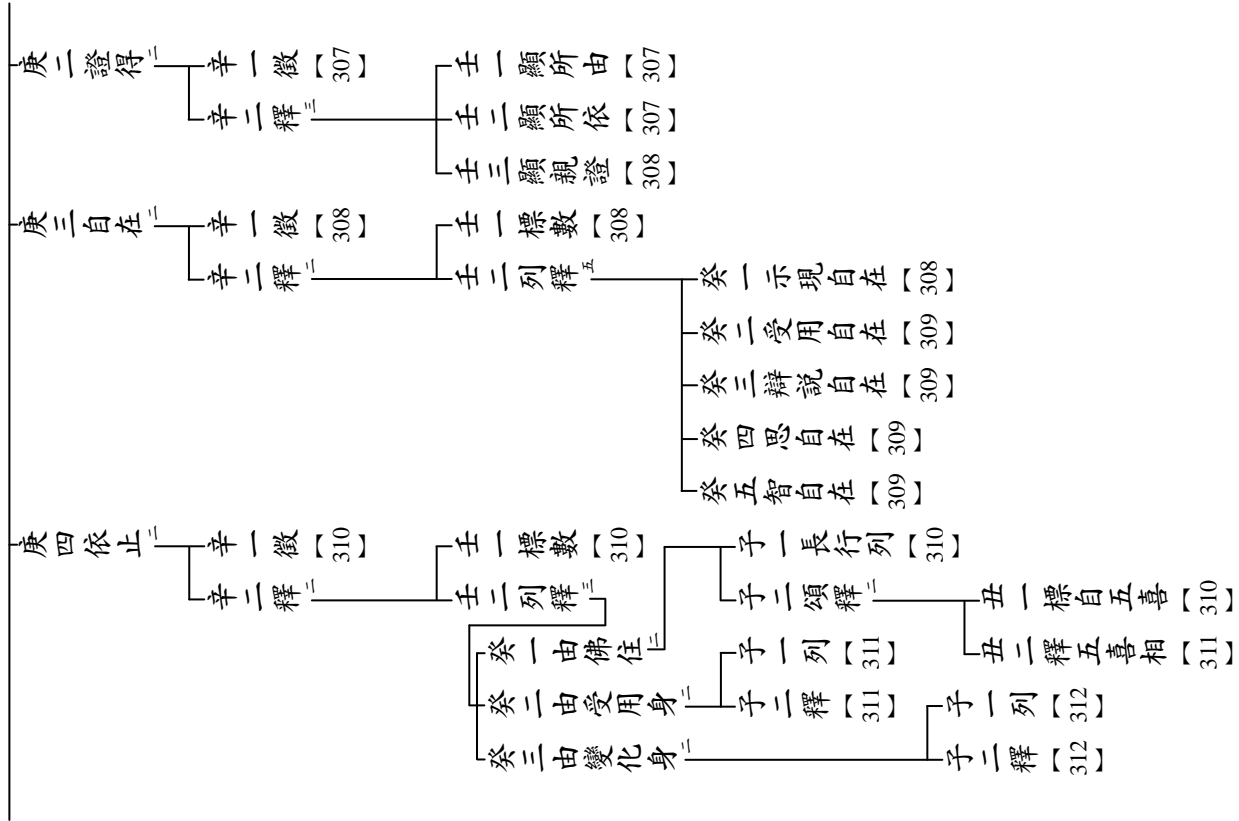 庚二證得二
辛一徵【307】
辛二釋三
壬一顯所由【307】
壬二顯所依【307】
壬三顯親證【308】
庚三自在二
辛一徵【308】
辛二釋二
壬一標數【308】
壬二列釋五
癸一示現自在【308】
癸二受用自在【309】
癸三辯説自在【309】
癸四思自在【309】
癸五智自在【309】
庚四依止二
辛一徵【310】
辛二釋二
壬一標數【310】
壬二列釋三
癸一由佛住二
子一長行列【310】
子二頌釋二
丑一標自五喜【310】
丑二釋五喜相【311】
癸二由受用身二
子一列【311】
子二釋【311】
癸三由變化身二
子一列【312】
子二釋【312】